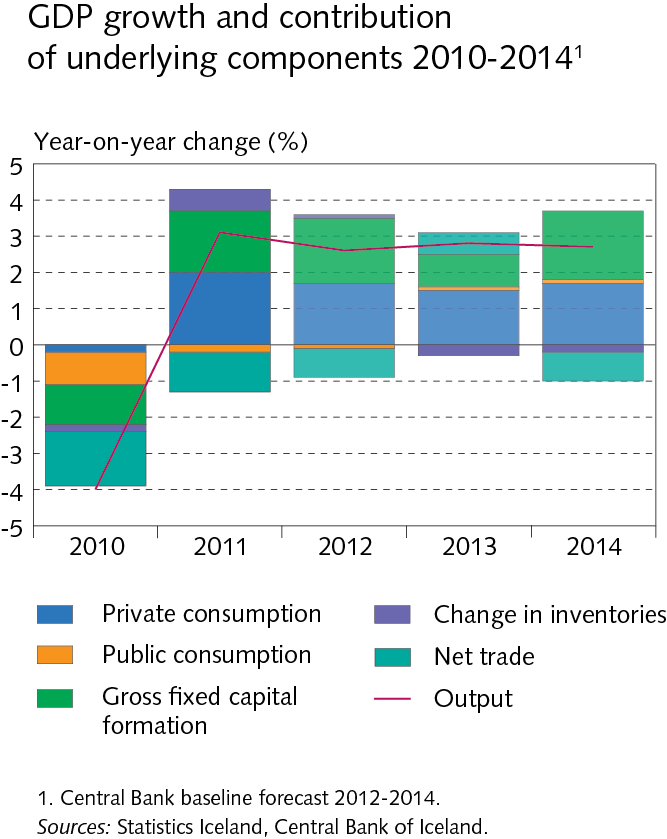 GDP growth and contribution
of underlying components 2010-2014¹
Year-on-year change (%)
5
4
3
2
1
0
-1
-2
-3
-4
-5
2010 2011 2012 2013 2014
Private consumption
Public consumption
Gross fixed capital
formation
Change in inventories
Net trade
Output
1. Central Bank baseline forecast 2012-2014.
Sources: Statistics Iceland, Central Bank of Iceland.